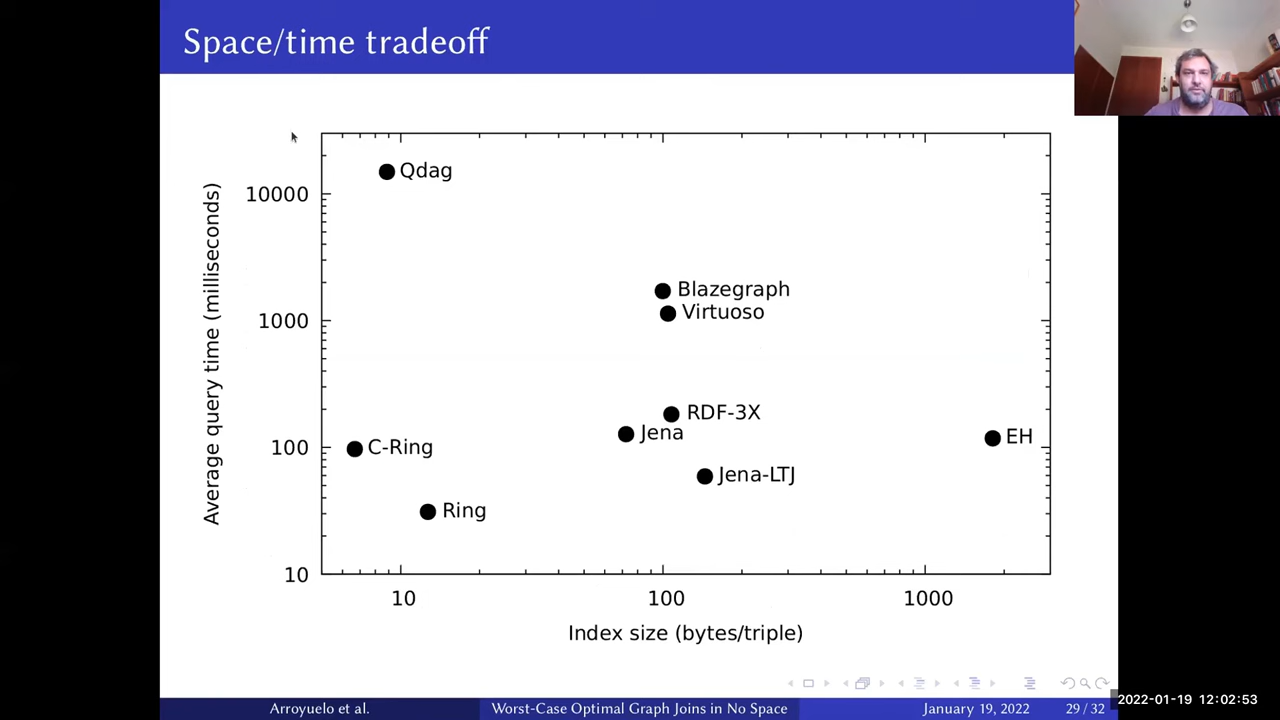 Space/time tradeoff
Qdag
10000
Average query time (milliseconds)
Blazegraph
Virtuoso
1000
RDF-3X
Jena
EH
C-Ring
100
Jena-LTJ
Ring
10
10
100
1000
Index size (bytes/triple)
Arroyuelo et al.
Worst-Case Optimal Graph Joins in No Space
January 19, 2022
29 / 32
2022-01-19 12:02:53